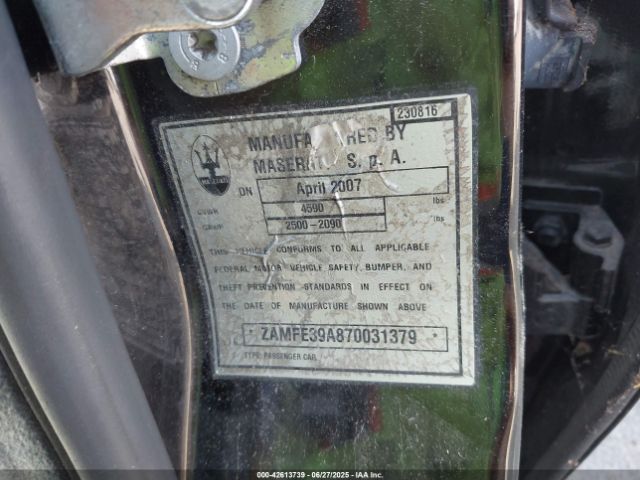 230816
MANUFA RED BY
MASERATI S. p. A.
ON April 2007
GVWR 4590 lbs
GAWR 2500-2090 lbs
THIS VEHICLE CONFORMS TO ALL APPLICABLE
FEDERAL MOTOR VEHICLE SAFETY, BUMPER, AND
THEFT PREVENTION STANDARDS IN EFFECT ON
THE DATE OF MANUFACTURE SHOWN ABOVE
* ZAMFE39A870031379 *
TYPE: PASSENGER CAR
000-42613739 - 06/27/2025 - IAA Inc.